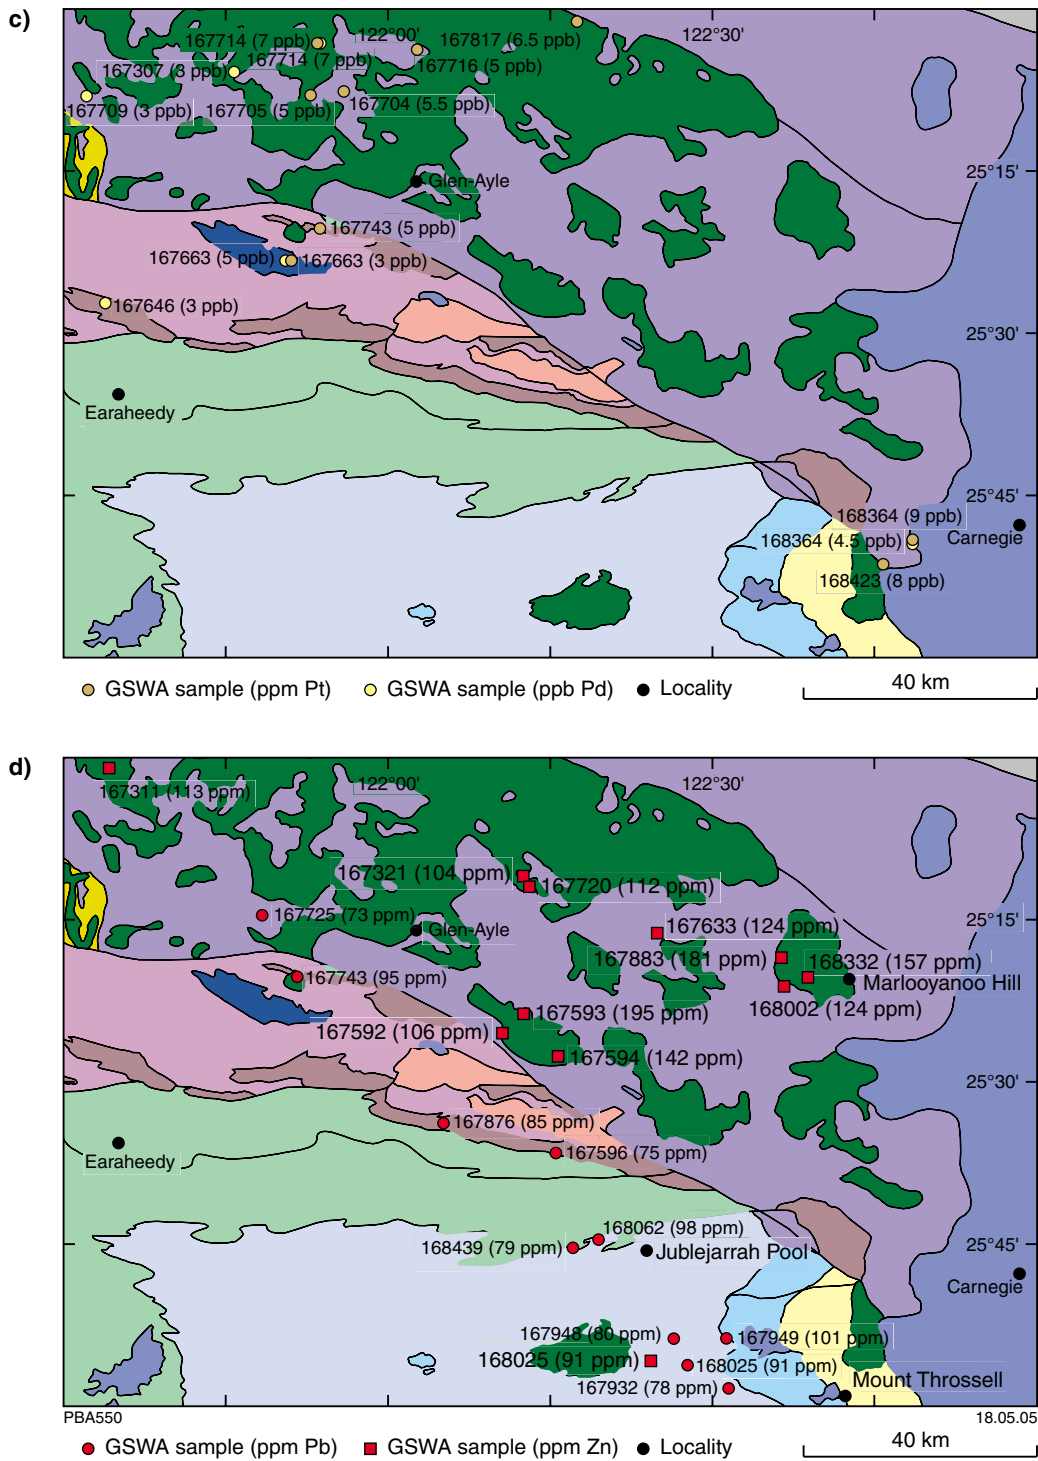 c)
122°00'
122°30'
167714 (7 ppb)
167817 (6.5 ppb)
167714 (7 ppb)
167716 (5 ppb)
167307 (3 ppb)
167709 (3 ppb)
167705 (5 ppb)
167704 (5.5 ppb)
25°15'
Glen-Ayle
167743 (5 ppb)
167663 (5 ppb)
167663 (3 ppb)
167646 (3 ppb)
25°30'
Earaheedy
25°45'
168364 (9 ppb)
Carnegie
168364 (4.5 ppb)
168423 (8 ppb)
GSWA sample (ppm Pt)
GSWA sample (ppb Pd)
Locality
40 km
d)
122°00'
122°30'
167311 (113 ppm)
167321 (104 ppm)
167720 (112 ppm)
167725 (73 ppm)
25°15'
Glen-Ayle
167633 (124 ppm)
167883 (181 ppm)
168332 (157 ppm)
167743 (95 ppm)
Marlooyanoo Hill
168002 (124 ppm)
167593 (195 ppm)
167592 (106 ppm)
167594 (142 ppm)
25°30'
167876 (85 ppm)
Earaheedy
167596 (75 ppm)
168062 (98 ppm)
168439 (79 ppm)
Jublejarrah Pool
25°45'
Carnegie
167948 (80 ppm)
167949 (101 ppm)
168025 (91 ppm)
168025 (91 ppm)
167932 (78 ppm)
Mount Throssell
PBA550
18.05.05
GSWA sample (ppm Pb)
GSWA sample (ppm Zn)
Locality
40 km